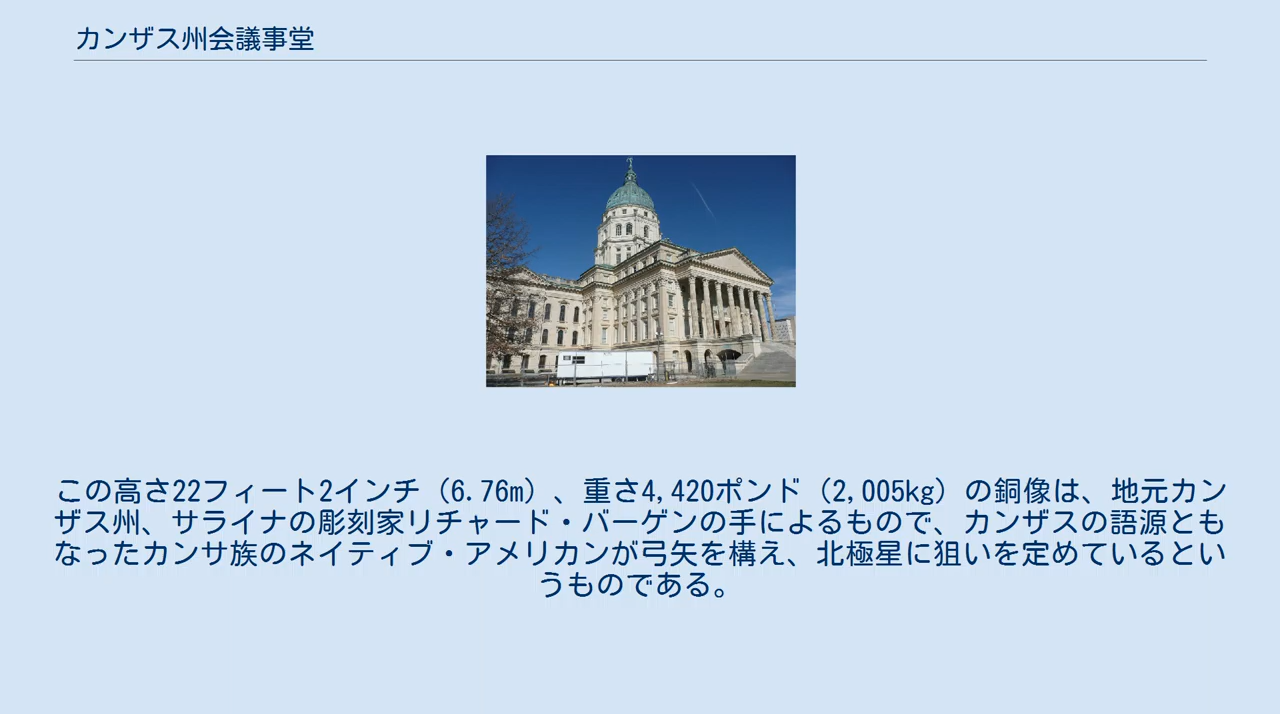 カンザス州会議事堂
この高さ22フィート2インチ（6.76m）、重さ4,420ポンド（2,005kg）の銅像は、地元カン
ザス州、サライナの彫刻家リチャード・バーゲンの手によるもので、カンザスの語源とも
なったカンサ族のネイティブ・アメリカンが弓矢を構え、北極星に狙いを定めているとい
うものである。